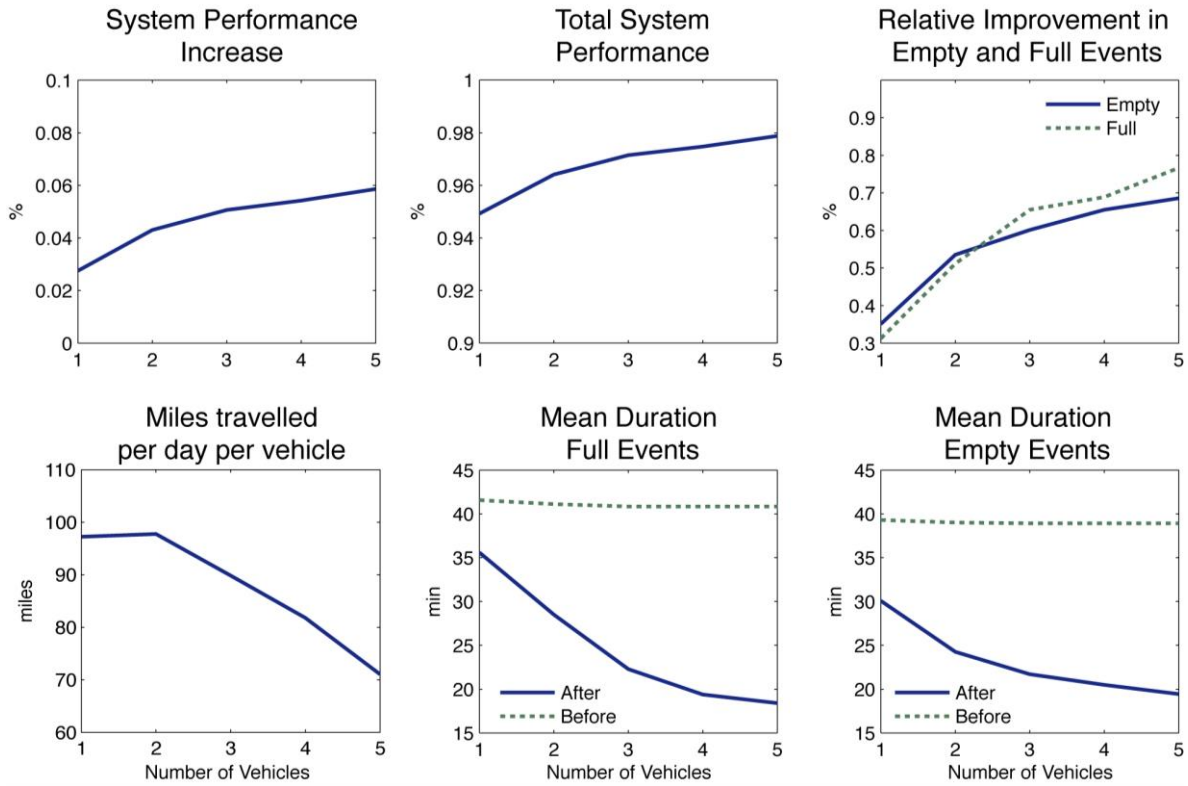 System Performance
Increase
0.1
0.08
0.06
0.04
0.02
0
%
1 2 3 4 5
Total System
Performance
1
0.98
0.96
0.94
0.92
0.9
%
1 2 3 4 5
Relative Improvement in
Empty and Full Events
Empty
Full
0.9
0.8
0.7
0.6
0.5
0.4
0.3
%
1 2 3 4 5
Miles travelled
per day per vehicle
110
100
90
80
70
60
miles
1 2 3 4 5
Number of Vehicles
Mean Duration
Full Events
45
40
35
30
25
20
15
min
After
Before
1 2 3 4 5
Number of Vehicles
Mean Duration
Empty Events
45
40
35
30
25
20
15
min
After
Before
1 2 3 4 5
Number of Vehicles